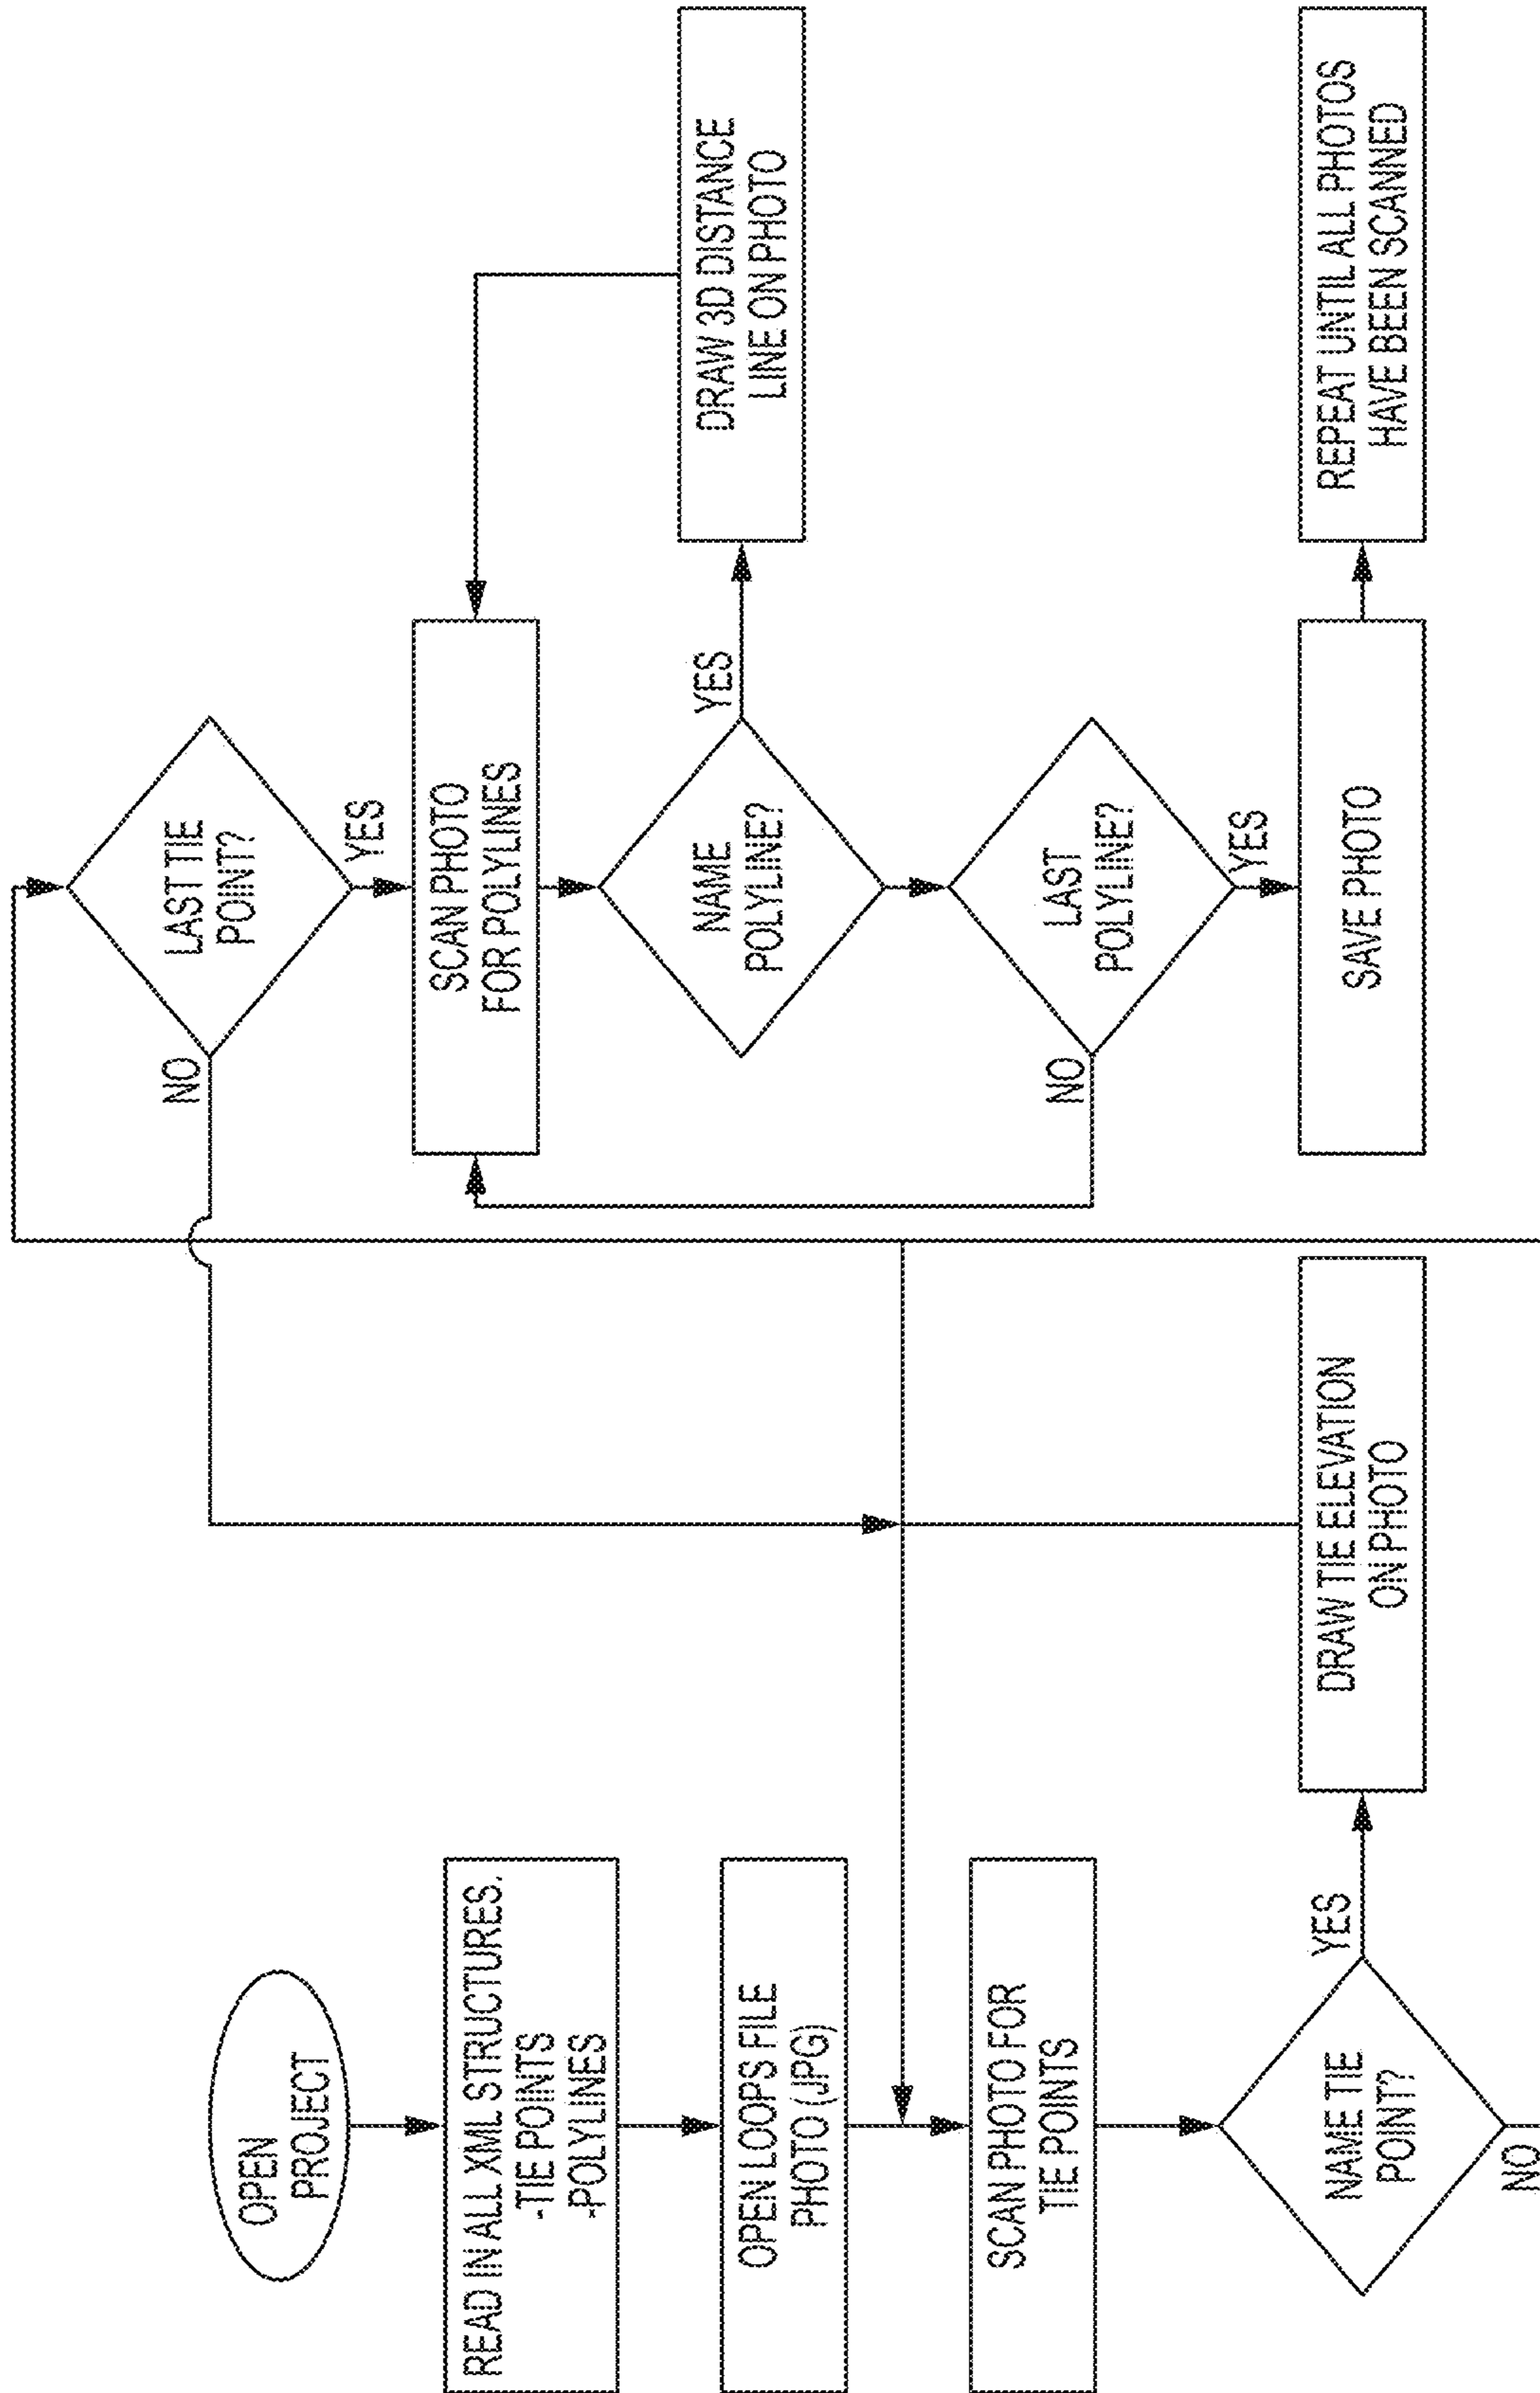 OPEN
PROJECT
READ IN ALL XML STRUCTURES.
-TIE POINTS
-POLYLINES
OPEN LOOPS FILE
PHOTO (JPG)
SCAN PHOTO FOR
TIE POINTS
NAME TIE
POINT?
YES
NO
DRAW TIE ELEVATION
ON PHOTO
LAST TIE
POINT?
NO
YES
SCAN PHOTO
FOR POLYLINES
NAME
POLYLINE?
YES
DRAW 3D DISTANCE
LINE ON PHOTO
LAST
POLYLINE?
NO
YES
SAVE PHOTO
REPEAT UNTIL ALL PHOTOS
HAVE BEEN SCANNED